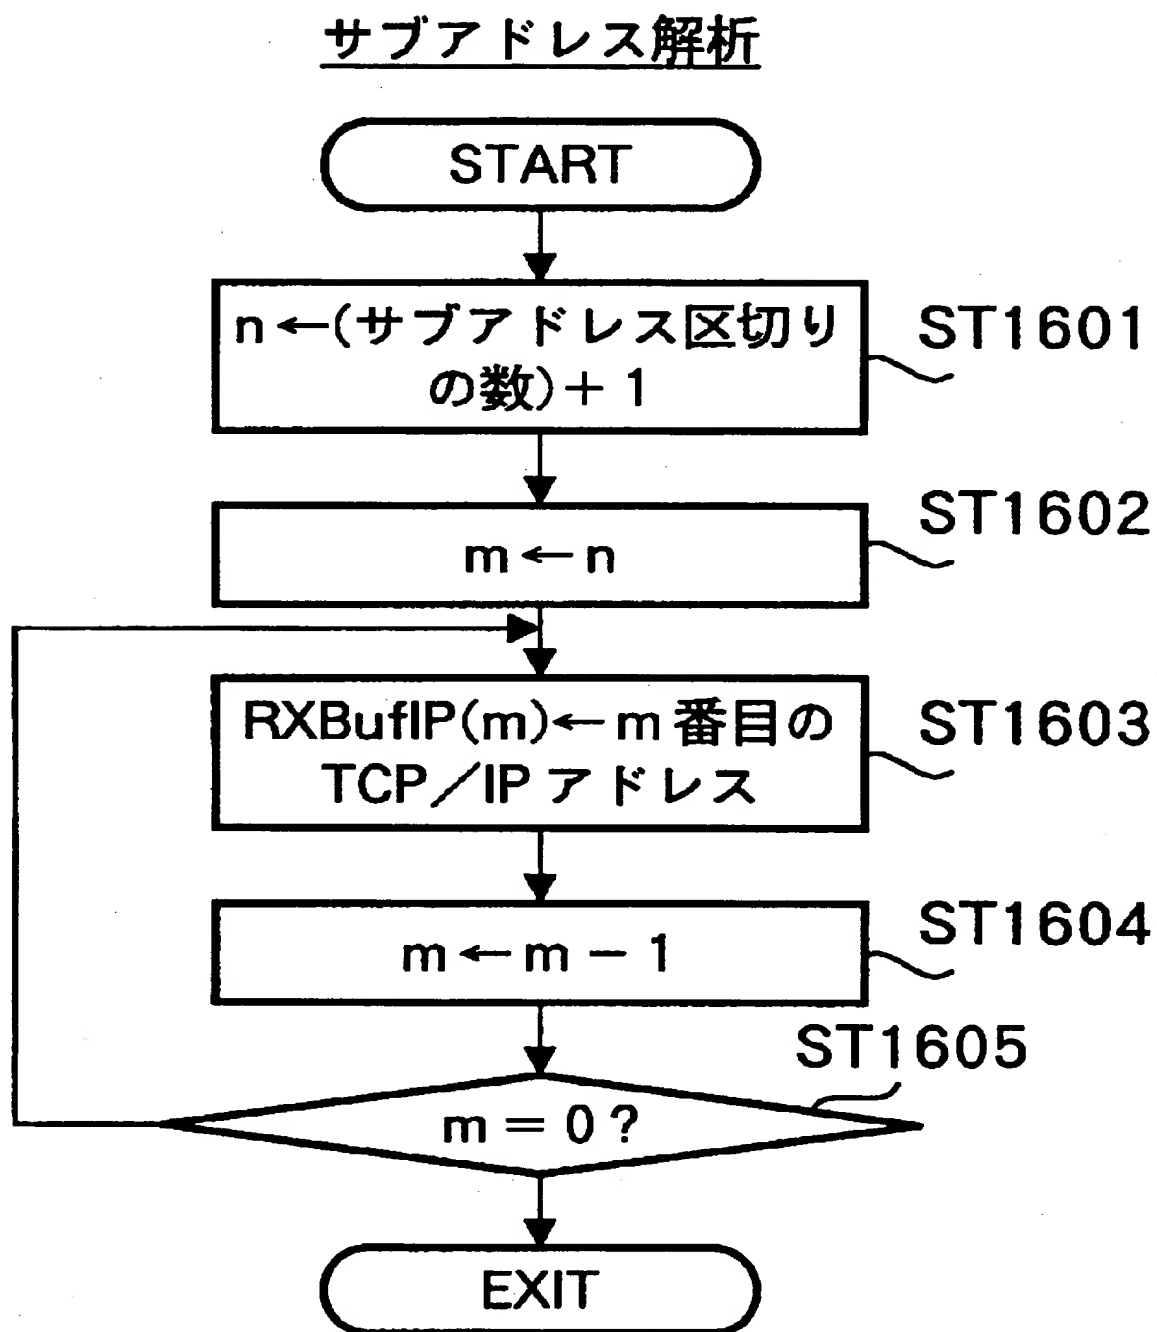 サブアドレス解析
START
n←(サブアドレス区切り
の数)+1
ST1601
m←n
ST1602
RXBufIP(m)←m番目の
TCP/IPアドレス
ST1603
m←m-1
ST1604
m=0?
ST1605
EXIT